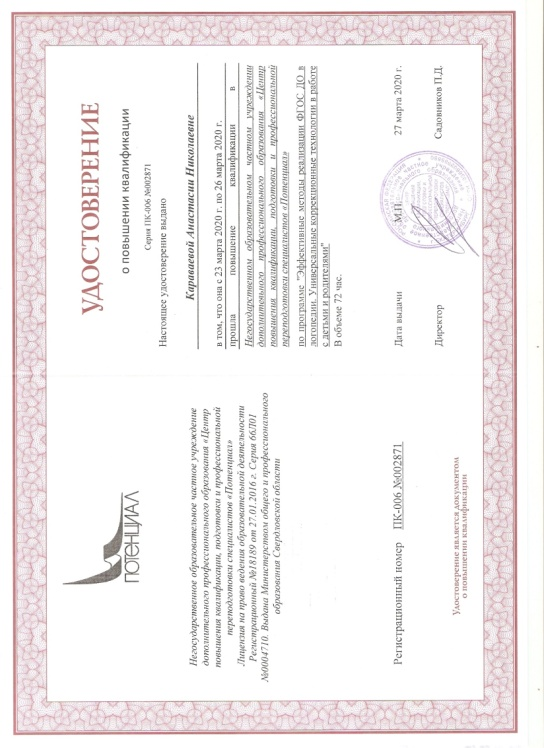 ПОТЕНЦИАЛ
Негосударственное образовательное частное учреждение
дополнительного профессионального образования «Центр
повышения квалификации, подготовки и профессиональной
переподготовки специалистов «Потенциал»
Лицензия на право ведения образовательной деятельности
Регистрационный №18189 от 27.01.2016 г. Серия 66Л01
№0004710. Выдана Министерством общего и профессионального
образования Свердловской области
Регистрационный номер ПК-006 №002871
Удостоверение является документом
о повышении квалификации
УДОСТОВЕРЕНИЕ
о повышении квалификации
Серия ПК-006 №002871
Настоящее удостоверение выдано
Караваевой Анастасии Николаевне
в том, что она с 23 марта 2020 г. по 26 марта 2020 г.
прошла повышение квалификации в
Негосударственном образовательном частном учреждении
дополнительного профессионального образования «Центр
повышения квалификации, подготовки и профессиональной
переподготовки специалистов «Потенциал»
по программе "Эффективные методы реализации ФГОС ДО в
логопедии. Универсальные коррекционные технологии в работе
с детьми и родителями"
В объеме 72 час.
Дата выдачи М.П. 27 марта 2020 г.
Директор Садовников П.Д.